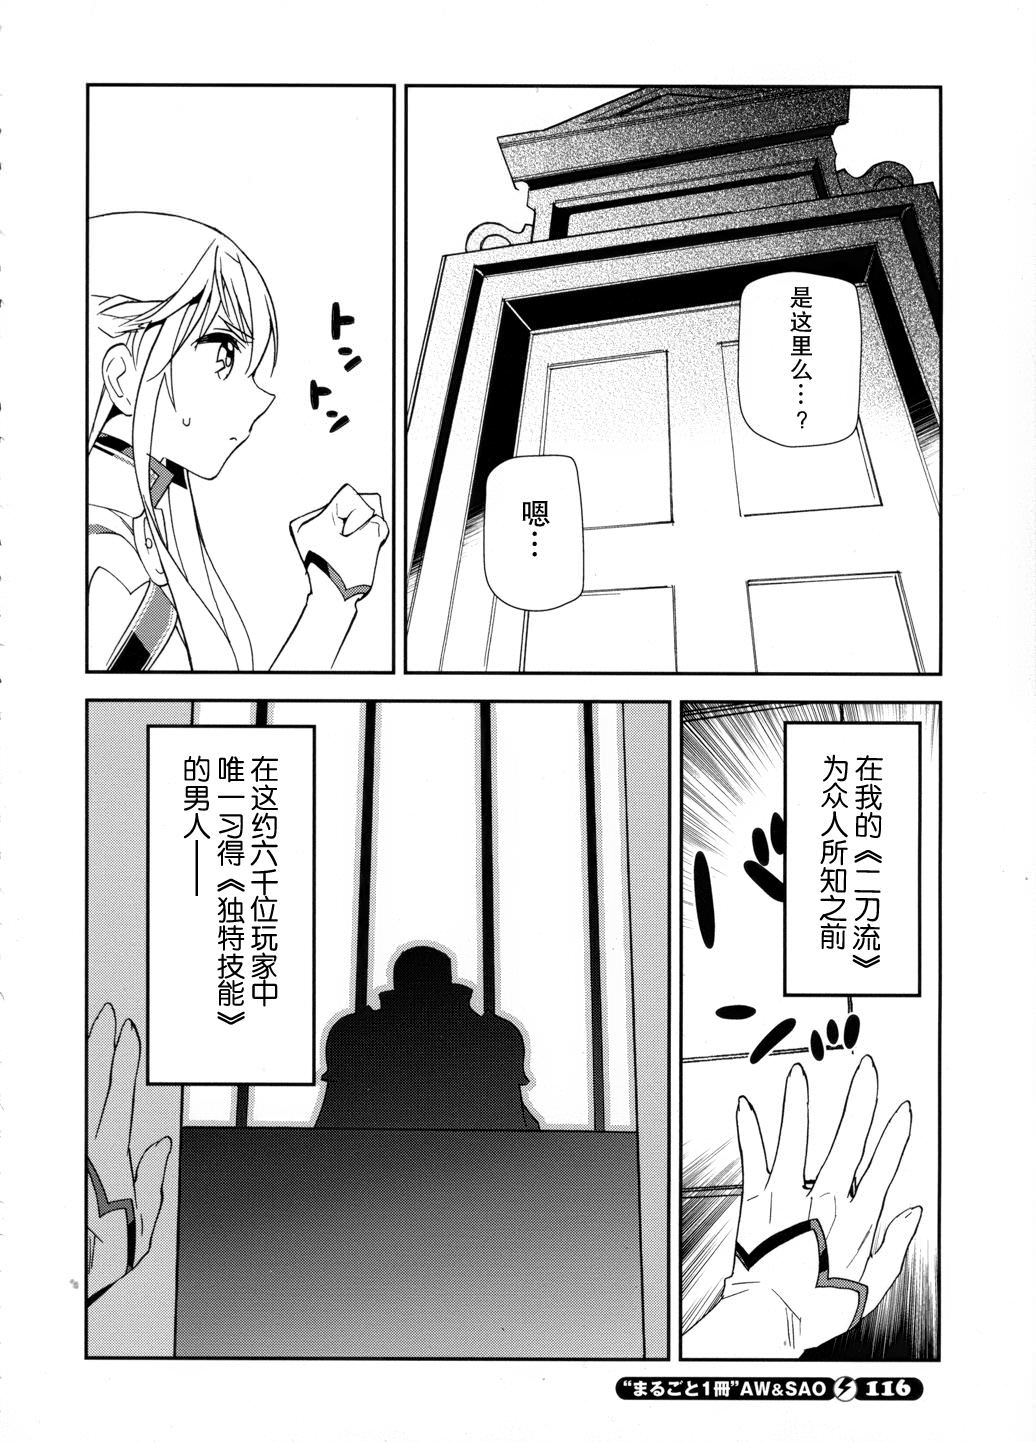 是这里么…？
嗯…
トントン
トン
在我的《二刀流》
为众人所知之前
在这约六千位玩家中
唯一习得《独特技能》
的男人——
“まるごと1冊”AW&SAO 116